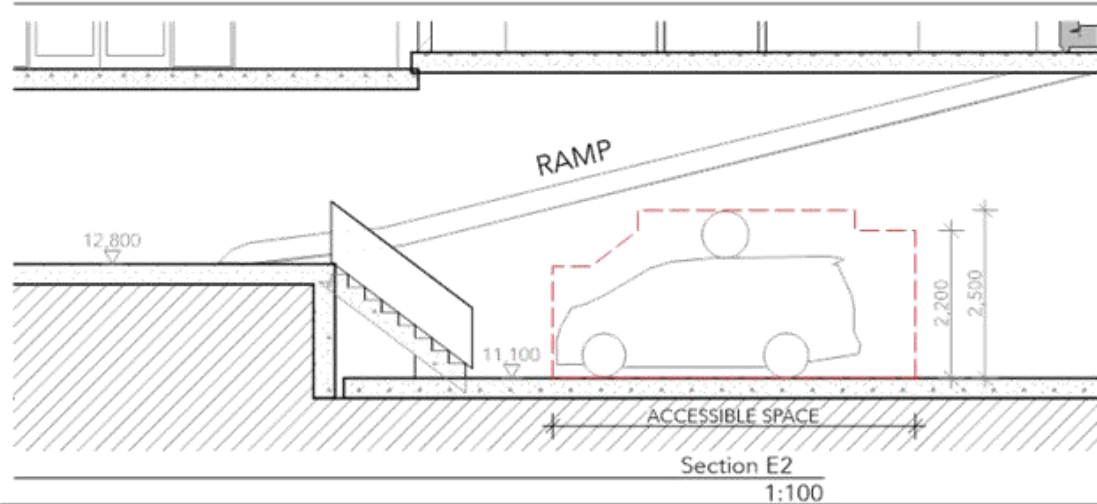 RAMP
12,800
2,200
2,500
11,100
ACCESSIBLE SPACE
Section E2
1:100